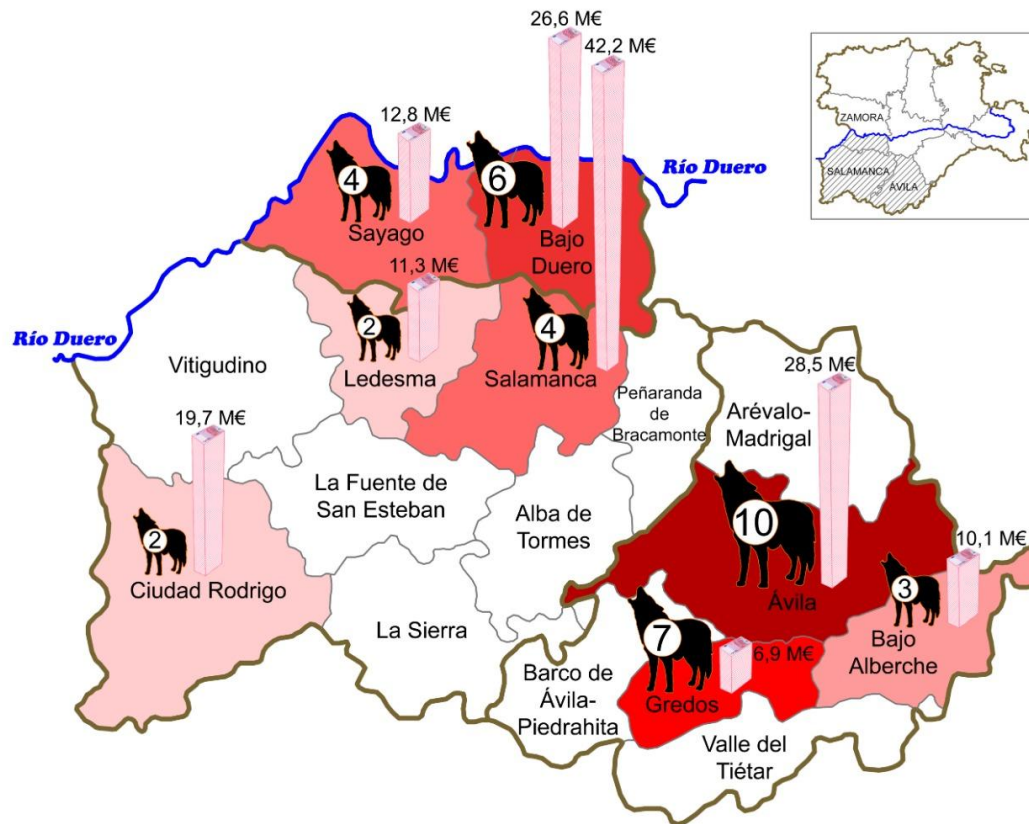 26,6 M€
42,2 M€
12,8 M€
ZAMORA
SALAMANCA
ÁVILA
Río Duero
4
6
Sayago
Bajo
Duero
11,3 M€
Río Duero
2
4
Vitigudino
Ledesma
Salamanca
28,5 M€
Peñaranda
de
Bracamonte
Arévalo-
Madrigal
19,7 M€
La Fuente de
San Esteban
Alba de
Tormes
10
10,1 M€
2
Ciudad Rodrigo
Ávila
3
La Sierra
7
6,9 M€
Bajo
Alberche
Barco de
Ávila-
Piedrahita
Gredos
Valle del
Tiétar